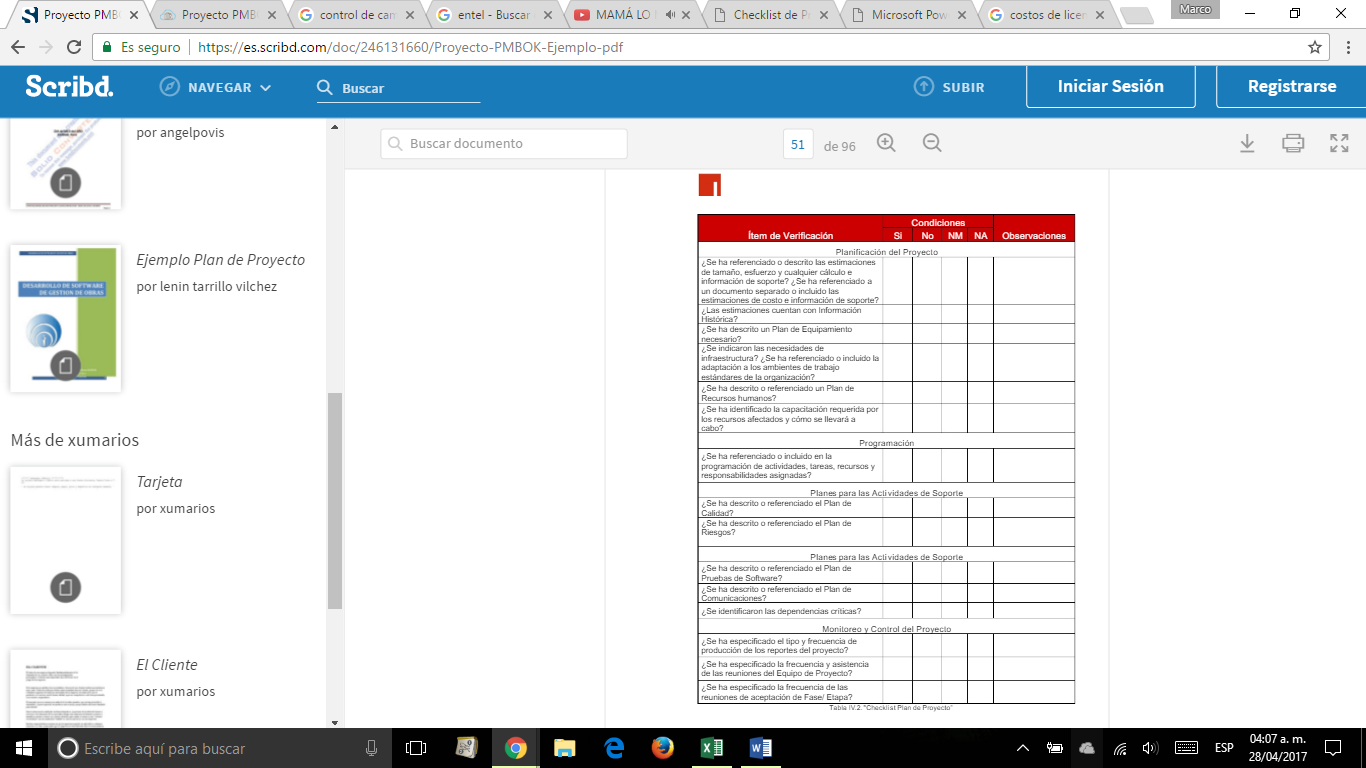 Proyecto PMBO
Proyecto PMB
control de cam
entel - Buscar
MAMÁ LO
Checklist de P
Microsoft Pow
costos de licen
Marco
Es seguro
https://es.scribd.com/doc/246131660/Proyecto-PMBOK-Ejemplo-pdf
Scribd.
NAVEGAR
Buscar
SUBIR
Iniciar Sesión
Registrarse
por angelpovis
Ejemplo Plan de Proyecto
por lenin tarrillo vilchez
DESARROLLO DE SOFTWARE
DE GESTION DE OBRAS
Más de xumarios
Tarjeta
por xumarios
El Cliente
por xumarios
Buscar documento
51
de 96
Ítem de Verificación
Condiciones
Si No NM NA
Observaciones
Planificación del Proyecto
¿Se ha referenciado o descrito las estimaciones
de tamaño, esfuerzo y cualquier cálculo e
información de soporte? ¿Se ha referenciado a
un documento separado o incluido las
estimaciones de costo e información de soporte?
¿Las estimaciones cuentan con Información
Histórica?
¿Se ha descrito un Plan de Equipamiento
necesario?
¿Se indicaron las necesidades de
infraestructura? ¿Se ha referenciado o incluido la
adaptación a los ambientes de trabajo
estándares de la organización?
¿Se ha descrito o referenciado un Plan de
Recursos humanos?
¿Se ha identificado la capacitación requerida por
los recursos afectados y cómo se llevará a
cabo?
Programación
¿Se ha referenciado o incluido en la
programación de actividades, tareas, recursos y
responsabilidades asignadas?
Planes para las Actividades de Soporte
¿Se ha descrito o referenciado el Plan de
Calidad?
¿Se ha descrito o referenciado el Plan de
Riesgos?
Planes para las Actividades de Soporte
¿Se ha descrito o referenciado el Plan de
Pruebas de Software?
¿Se ha descrito o referenciado el Plan de
Comunicaciones?
¿Se identificaron las dependencias críticas?
Monitoreo y Control del Proyecto
¿Se ha especificado el tipo y frecuencia de
producción de los reportes del proyecto?
¿Se ha especificado la frecuencia y asistencia
de las reuniones del Equipo de Proyecto?
¿Se ha especificado la frecuencia de las
reuniones de aceptación de Fase/ Etapa?
Tabla IV.2. "Checklist Plan de Proyecto"
Escribe aquí para buscar
ESP
04:07 a. m.
28/04/2017